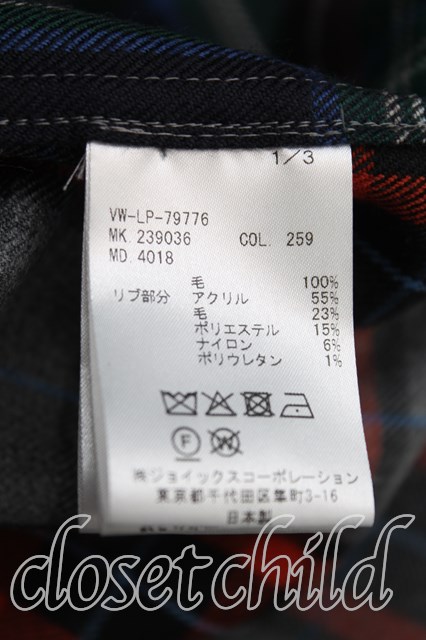 1/3
VW-LP-79776
MK. 239036 COL. 259
MD. 4018
毛 100%
リブ部分 アクリル 55%
毛 23%
ポリエステル 15%
ナイロン 6%
ポリウレタン 1%
F W
㈱ジョイックスコーポレーション
東京都千代田区隼町3-16
日本製
closetchild